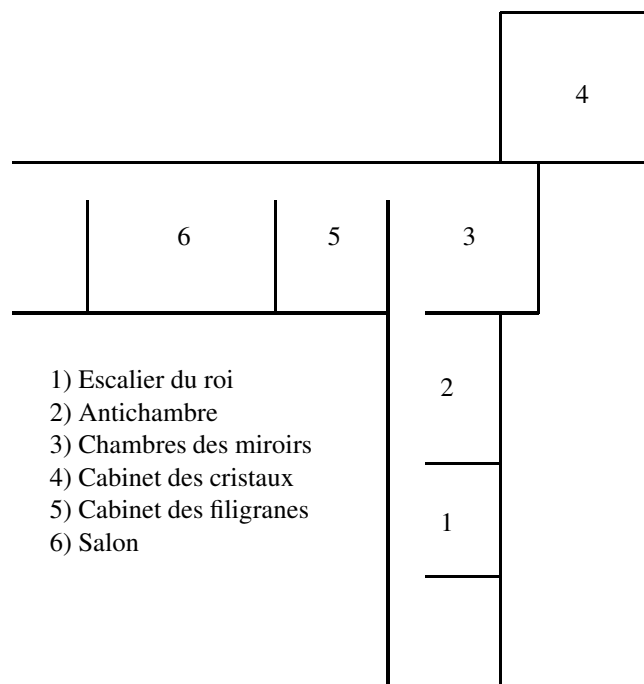 4
6
5
3
1) Escalier du roi
2) Antichambre
2
3) Chambres des miroirs
4) Cabinet des cristaux
5) Cabinet des filigranes
1
6) Salon